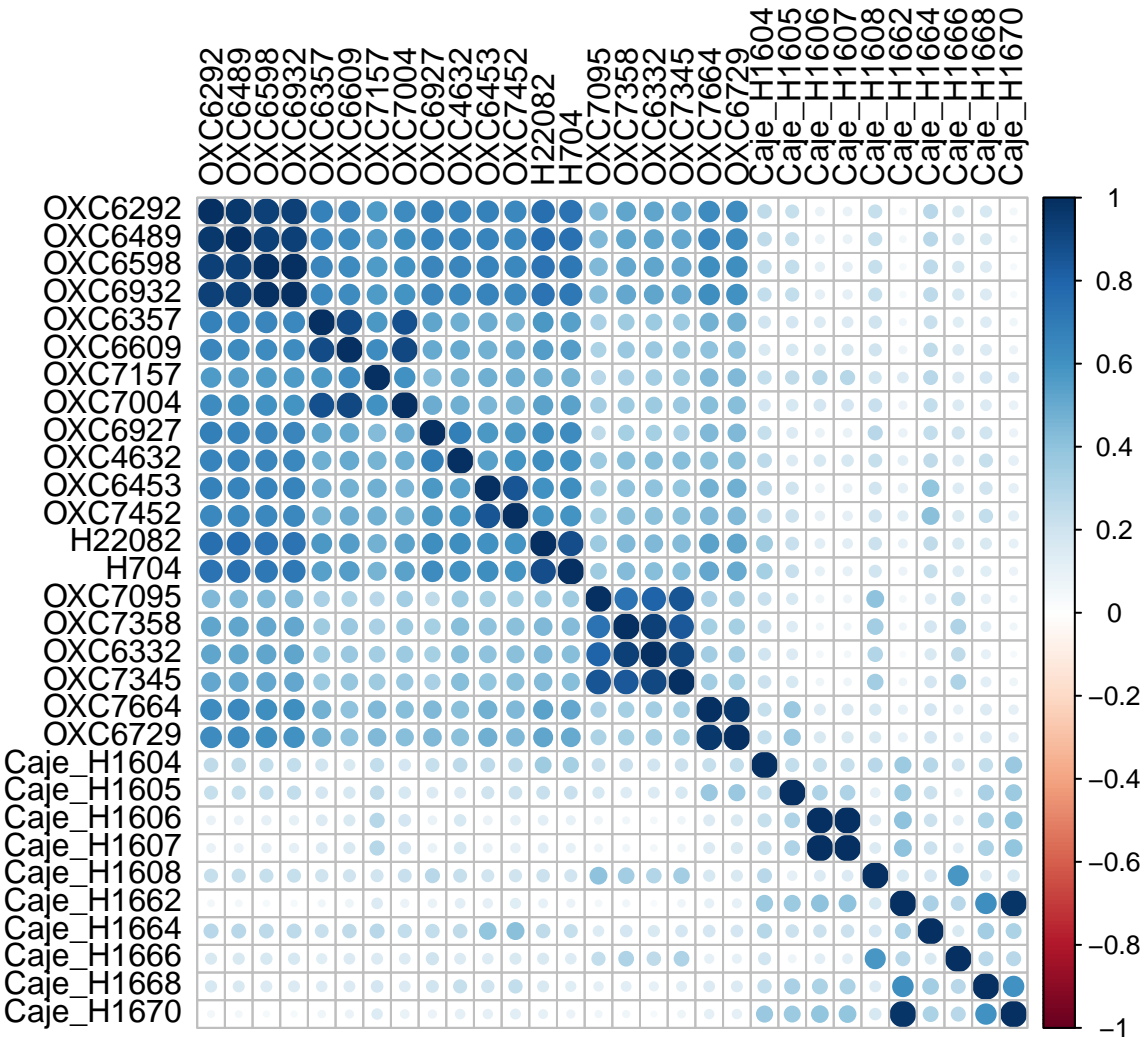 OXC6292
OXC6489
OXC6598
OXC6932
OXC6357
OXC6609
OXC7157
OXC7004
OXC6927
OXC4632
OXC6453
OXC7452
H22082
H704
OXC7095
OXC7358
OXC6332
OXC7345
OXC7664
OXC6729
Caje_H1604
Caje_H1605
Caje_H1606
Caje_H1607
Caje_H1608
Caje_H1662
Caje_H1664
Caje_H1666
Caje_H1668
Caje_H1670
OXC6292
OXC6489
OXC6598
OXC6932
OXC6357
OXC6609
OXC7157
OXC7004
OXC6927
OXC4632
OXC6453
OXC7452
H22082
H704
OXC7095
OXC7358
OXC6332
OXC7345
OXC7664
OXC6729
Caje_H1604
Caje_H1605
Caje_H1606
Caje_H1607
Caje_H1608
Caje_H1662
Caje_H1664
Caje_H1666
Caje_H1668
Caje_H1670
1
0.8
0.6
0.4
0.2
0
−0.2
−0.4
−0.6
−0.8
−1